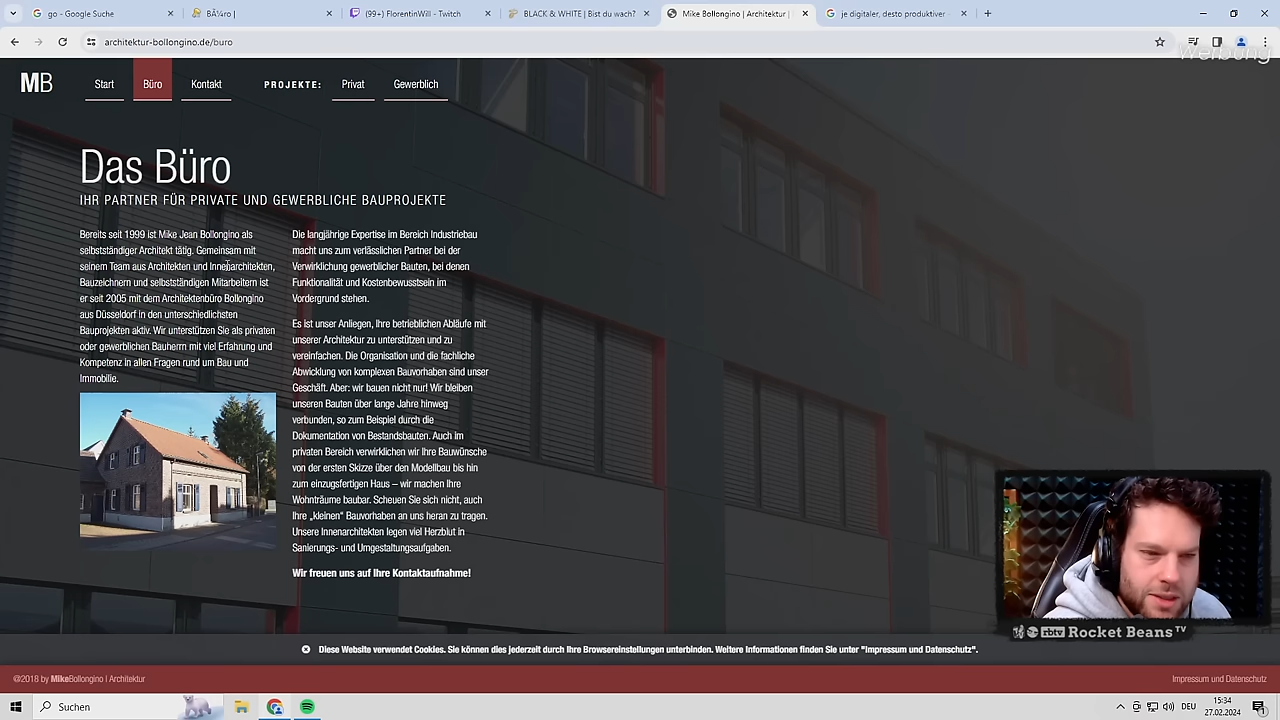 go - Google Search
BÃ¼ro |
(99+) FlorentinWill - Twitch
BLACK & WHITE | Bist du wach?
Mike Bollongino | Architektur |
je digitaler, desto produktiver
architektur-bollongino.de/buro
Werbung
MB
Start
Büro
Kontakt
PROJEKTE:
Privat
Gewerblich
Das Büro
IHR PARTNER FÜR PRIVATE UND GEWERBLICHE BAUPROJEKTE
Bereits seit 1999 ist Mike Jean Bollongino als
selbstständiger Architekt tätig. Gemeinsam mit
seinem Team aus Architekten und Innenarchitekten,
Bauzeichnern und selbstständigen Mitarbeitern ist
er seit 2005 mit dem Architektenbüro Bollongino
aus Düsseldorf in den unterschiedlichsten
Bauprojekten aktiv. Wir unterstützen Sie als privaten
oder gewerblichen Bauherrn mit viel Erfahrung und
Kompetenz in allen Fragen rund um Bau und
Immobilie.
Die langjährige Expertise im Bereich Industriebau
macht uns zum verlässlichen Partner bei der
Verwirklichung gewerblicher Bauten, bei denen
Funktionalität und Kostenbewusstsein im
Vordergrund stehen.
Es ist unser Anliegen, Ihre betrieblichen Abläufe mit
unserer Architektur zu unterstützen und zu
vereinfachen. Die Organisation und die fachliche
Abwicklung von komplexen Bauvorhaben sind unser
Geschäft. Aber: wir bauen nicht nur! Wir bleiben
unseren Bauten über lange Jahre hinweg
verbunden, so zum Beispiel durch die
Dokumentation von Bestandsbauten. Auch im
privaten Bereich verwirklichen wir Ihre Bauwünsche
von der ersten Skizze über den Modellbau bis hin
zum einzugsfertigen Haus – wir machen Ihre
Wohnträume baubar. Scheuen Sie sich nicht, auch
Ihre „kleinen“ Bauvorhaben an uns heran zu tragen.
Unsere Innenarchitekten legen viel Herzblut in
Sanierungs- und Umgestaltungsaufgaben.
Wir freuen uns auf Ihre Kontaktaufnahme!
rbtv Rocket Beans TV
Diese Website verwendet Cookies. Sie können dies jederzeit durch Ihre Browsereinstellungen unterbinden. Weitere Informationen finden Sie unter "Impressum und Datenschutz".
@2018 by MikeBollongino | Architektur
Impressum und Datenschutz
Suchen
DEU
15:34
27.02.2024
1